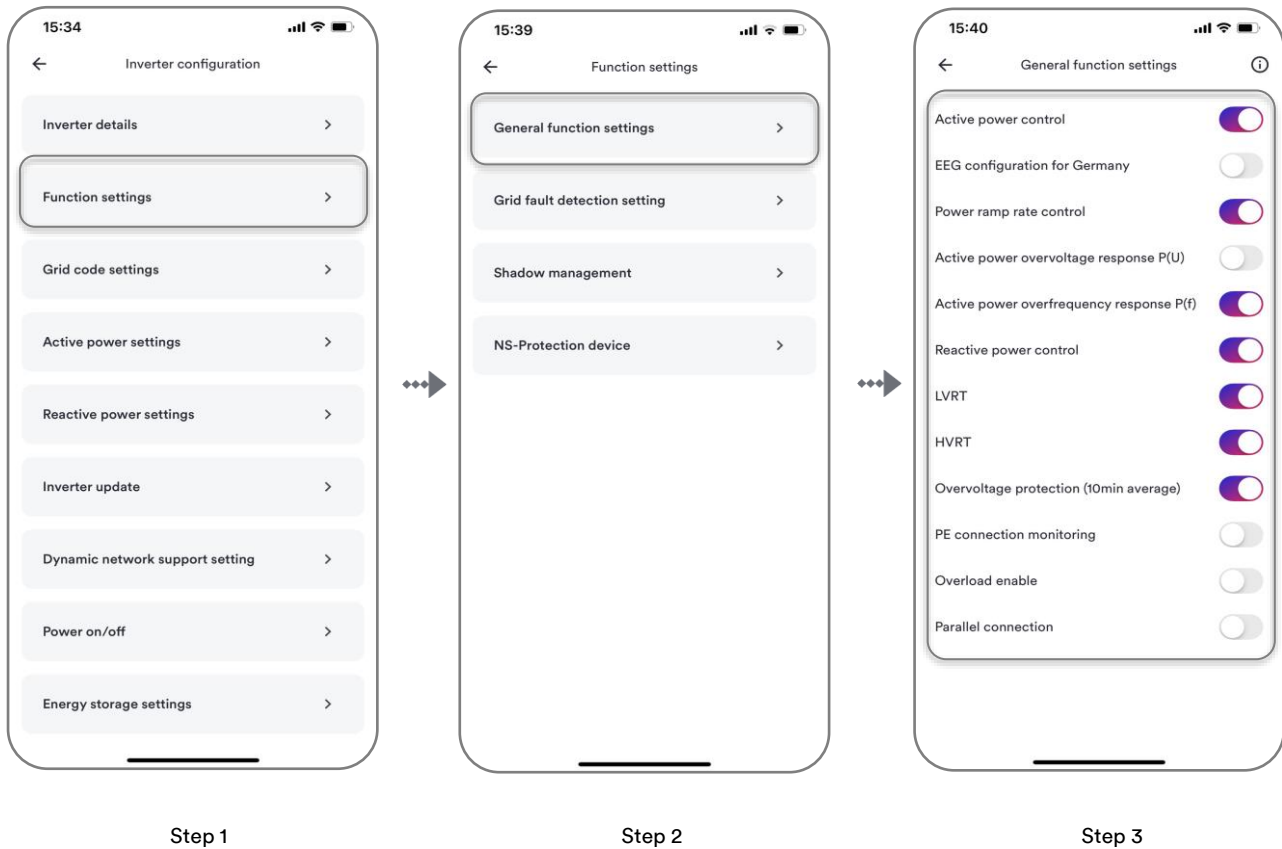 15:34
Inverter configuration
Inverter details
Function settings
Grid code settings
Active power settings
Reactive power settings
Inverter update
Dynamic network support setting
Power on/off
Energy storage settings
Step 1
15:39
Function settings
General function settings
Grid fault detection setting
Shadow management
NS-Protection device
Step 2
15:40
General function settings
Active power control
EEG configuration for Germany
Power ramp rate control
Active power overvoltage response P(U)
Active power overfrequency response P(f)
Reactive power control
LVRT
HVRT
Overvoltage protection (10min average)
PE connection monitoring
Overload enable
Parallel connection
Step 3